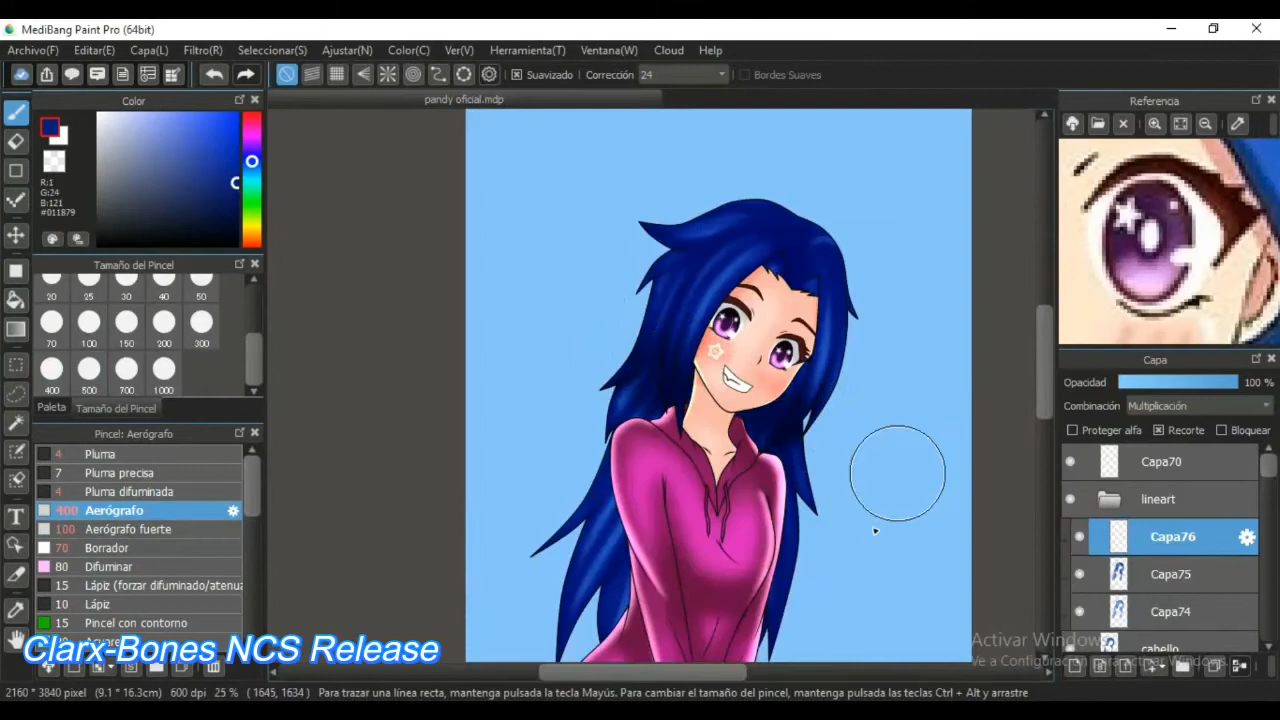 MediBang Paint Pro (64bit)
Archivo(F) Editar(E) Capa(L) Filtro(R) Seleccionar(S) Ajustar(N) Color(C) Ver(V) Herramienta(T) Ventana(W) Cloud Help
Suavizado Corrección 24 Bordes Suaves
Color
pandy oficial.mdp
Referencia
R:1
G:24
B:121
#011879
Tamaño del Pincel
20 25 30 40 50
70 100 150 200 300
400 500 700 1000
Paleta Tamaño del Pincel
Pincel: Aerógrafo
4 Pluma
7 Pluma precisa
4 Pluma difuminada
400 Aerógrafo
100 Aerógrafo fuerte
70 Borrador
80 Difuminar
15 Lápiz (forzar difuminado/atenua
10 Lápiz
15 Pincel con contorno
Capa
Opacidad 100 %
Combinación Multiplicación
Proteger alfa Recorte Bloquear
Capa70
lineart
Capa76
Capa75
Capa74
cabello
Clarx-Bones NCS Release
Activar Windows
Ve a Configuración para activar Windows.
2160 * 3840 pixel (9.1 * 16.3cm) 600 dpi 25 % ( 1645, 1634 ) Para trazar una línea recta, mantenga pulsada la tecla Mayús. Para cambiar el tamaño del pincel, mantenga pulsada las teclas Ctrl + Alt y arrastre